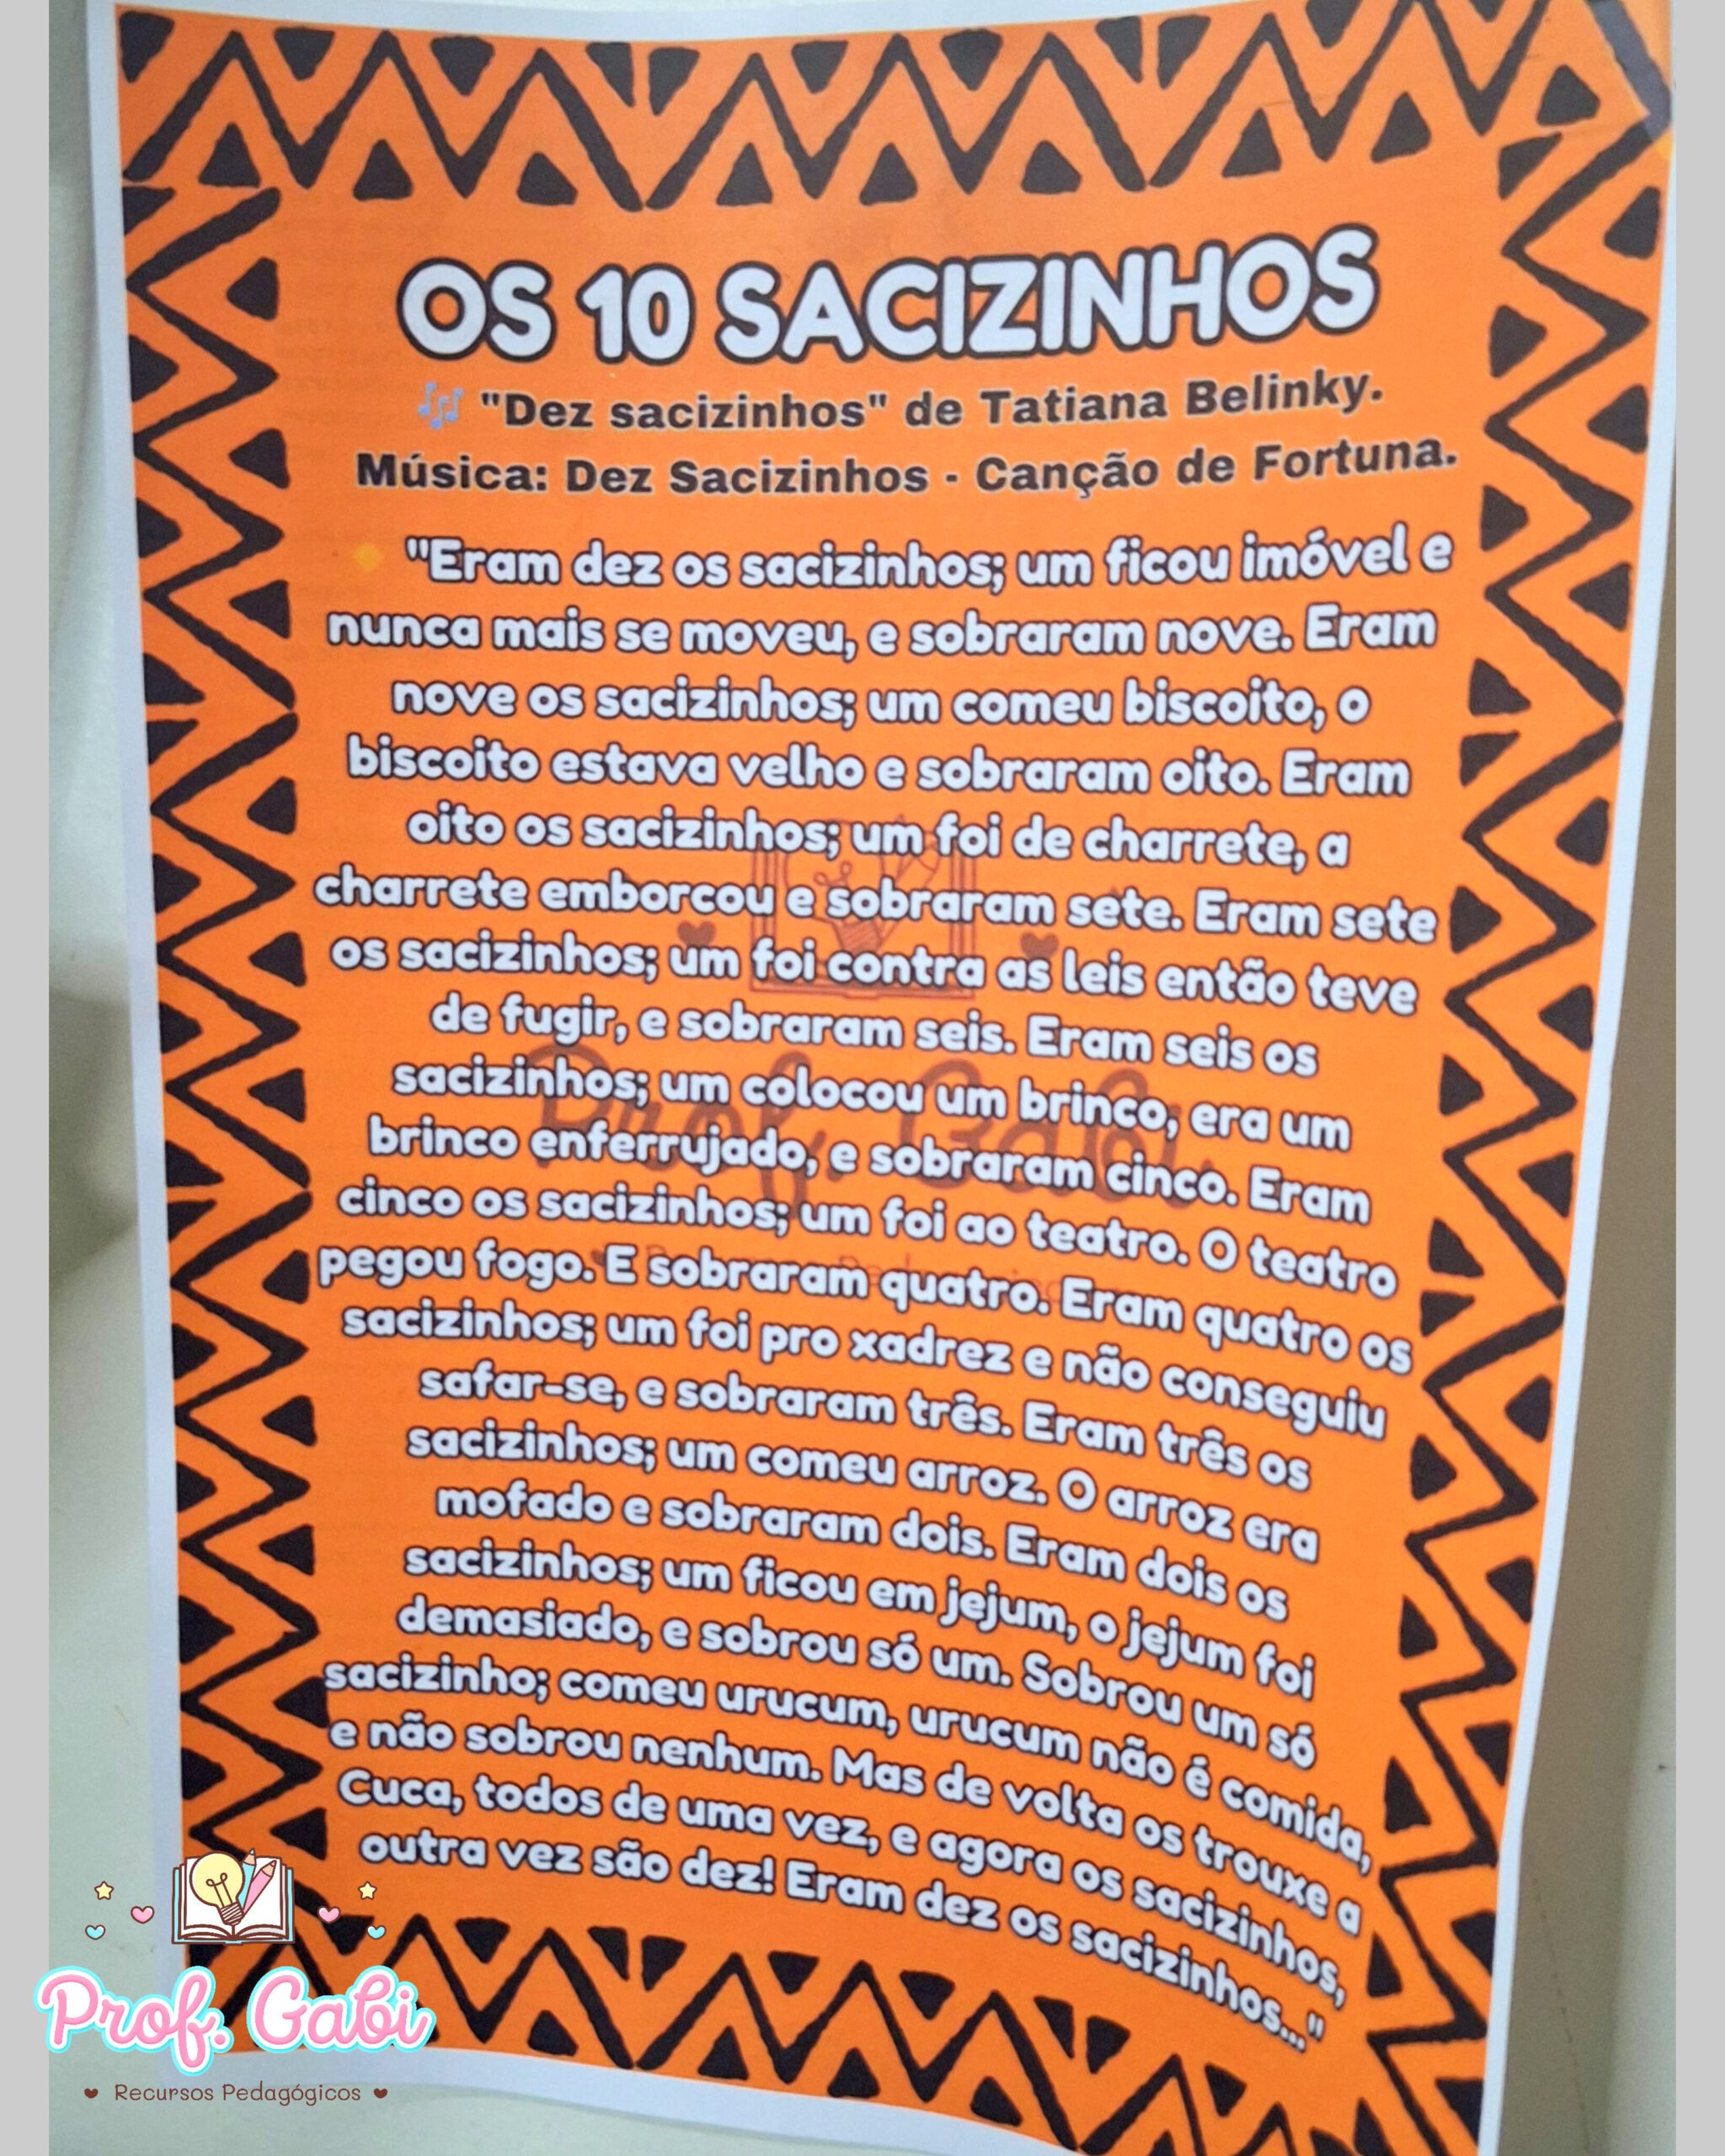 OS 10 SACIZINHOS
🎶 "Dez sacizinhos" de Tatiana Belinky.
Música: Dez Sacizinhos - Canção de Fortuna.
🔸 "Eram dez os sacizinhos; um ficou imóvel e
nunca mais se moveu, e sobraram nove. Eram
nove os sacizinhos; um comeu biscoito, o
biscoito estava velho e sobraram oito. Eram
oito os sacizinhos; um foi de charrete, a
charrete emborcou e sobraram sete. Eram sete
os sacizinhos; um foi contra as leis então teve
de fugir, e sobraram seis. Eram seis os
sacizinhos; um colocou um brinco, era um
brinco enferrujado, e sobraram cinco. Eram
cinco os sacizinhos; um foi ao teatro. O teatro
pegou fogo. E sobraram quatro. Eram quatro os
sacizinhos; um foi pro xadrez e não conseguiu
safar-se, e sobraram três. Eram três os
sacizinhos; um comeu arroz. O arroz era
mofado e sobraram dois. Eram dois os
sacizinhos; um ficou em jejum, o jejum foi
demasiado, e sobrou só um. Sobrou um só
sacizinho; comeu urucum, urucum não é comida,
e não sobrou nenhum. Mas de volta os trouxe a
Cuca, todos de uma vez, e agora os sacizinhos,
outra vez são dez! Eram dez os sacizinhos..."
Prof. Gabi
Prof. Gabi
Recursos Pedagógicos